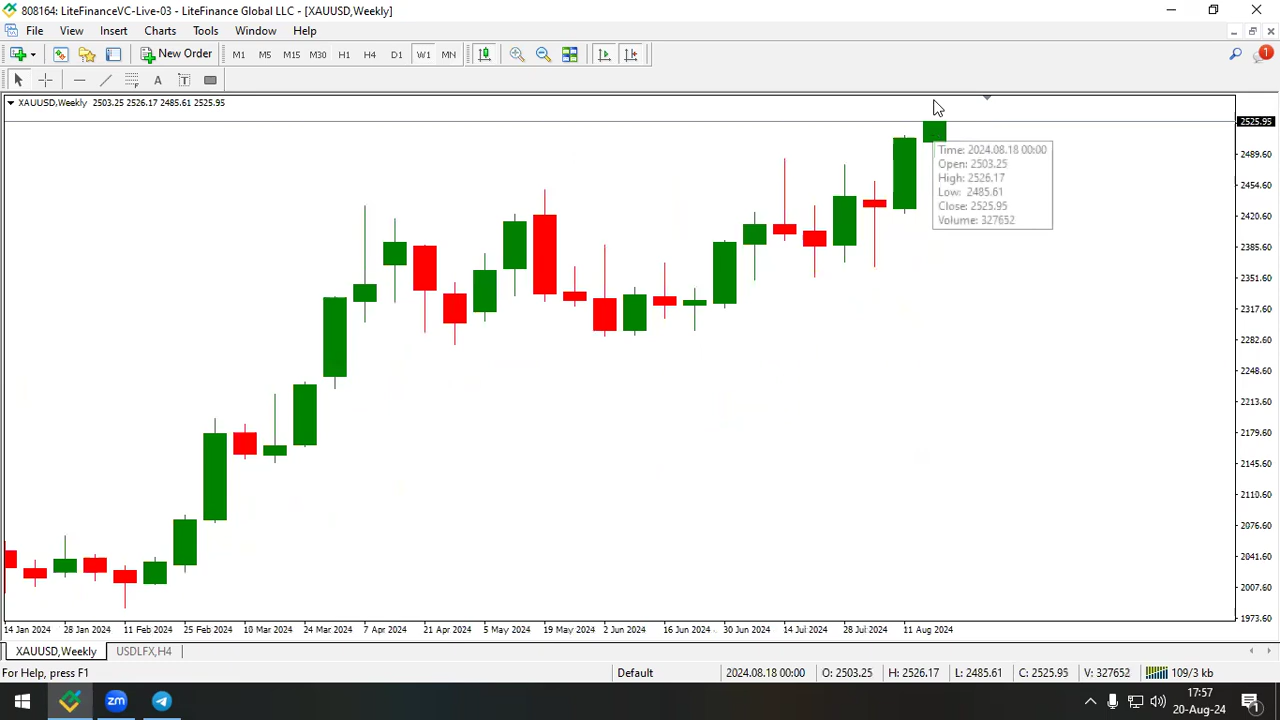 808164: LiteFinanceVC-Live-03 - LiteFinance Global LLC - [XAUUSD,Weekly]
File View Insert Charts Tools Window Help
New Order M1 M5 M15 M30 H1 H4 D1 W1 MN 1
A T
XAUUSD,Weekly 2503.25 2526.17 2485.61 2525.95
2525.95
2489.60
2454.60
2420.60
2385.60
2351.60
2317.60
2282.60
2248.60
2213.60
2179.60
2145.60
2110.60
2076.60
2041.60
2007.60
1973.60
Time: 2024.08.18 00:00
Open: 2503.25
High: 2526.17
Low: 2485.61
Close: 2525.95
Volume: 327652
14 Jan 2024 28 Jan 2024 11 Feb 2024 25 Feb 2024 10 Mar 2024 24 Mar 2024 7 Apr 2024 21 Apr 2024 5 May 2024 19 May 2024 2 Jun 2024 16 Jun 2024 30 Jun 2024 14 Jul 2024 28 Jul 2024 11 Aug 2024
XAUUSD,Weekly USDLFX,H4
For Help, press F1 Default 2024.08.18 00:00 O: 2503.25 H: 2526.17 L: 2485.61 C: 2525.95 V: 327652 109/3 kb
zm 17:57
20-Aug-24 1